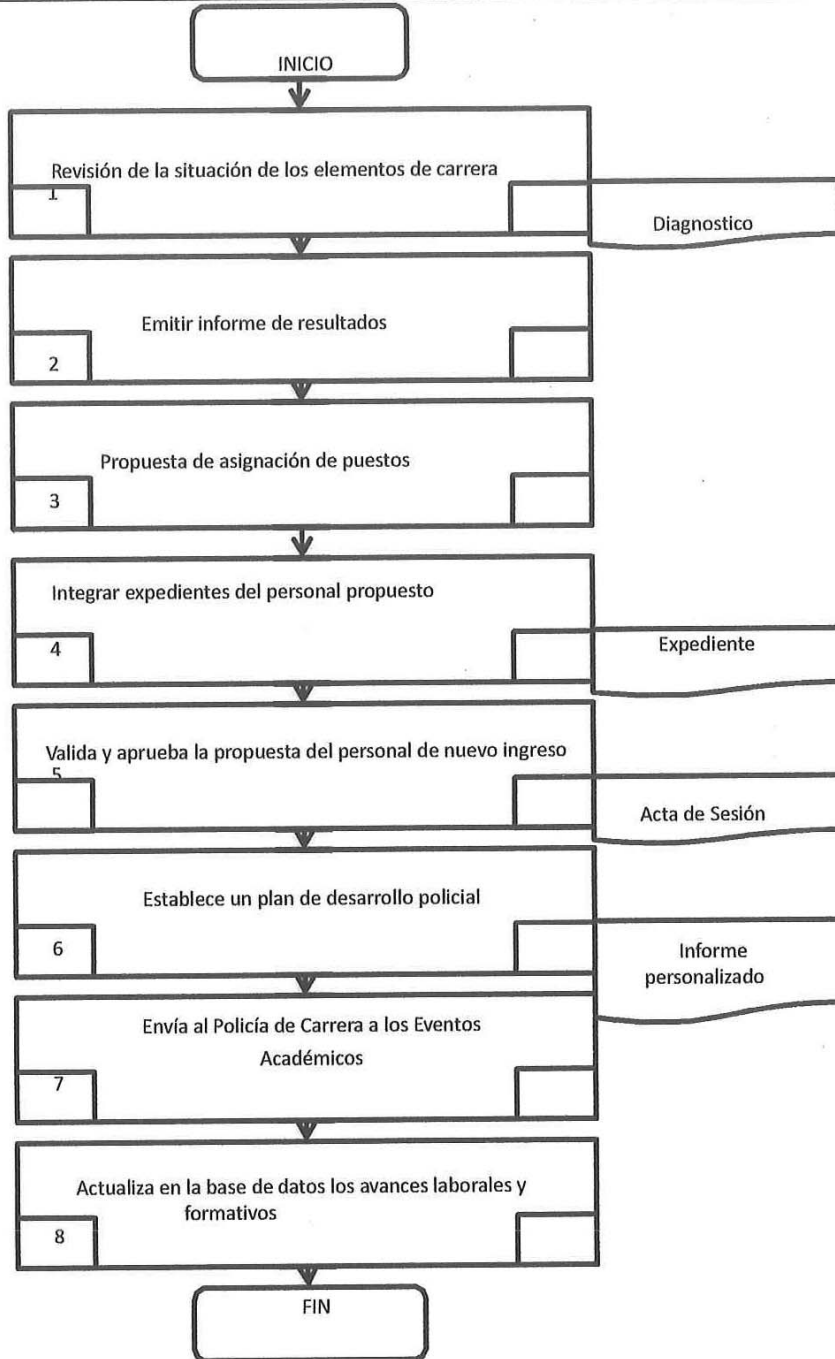 INICIO
Revisión de la situación de los elementos de carrera
1
Diagnostico
Emitir informe de resultados
2
Propuesta de asignación de puestos
3
Integrar expedientes del personal propuesto
4
Expediente
Valida y aprueba la propuesta del personal de nuevo ingreso
5
Acta de Sesión
Establece un plan de desarrollo policial
6
Informe
personalizado
Envía al Policía de Carrera a los Eventos
Académicos
7
Actualiza en la base de datos los avances laborales y
formativos
8
FIN